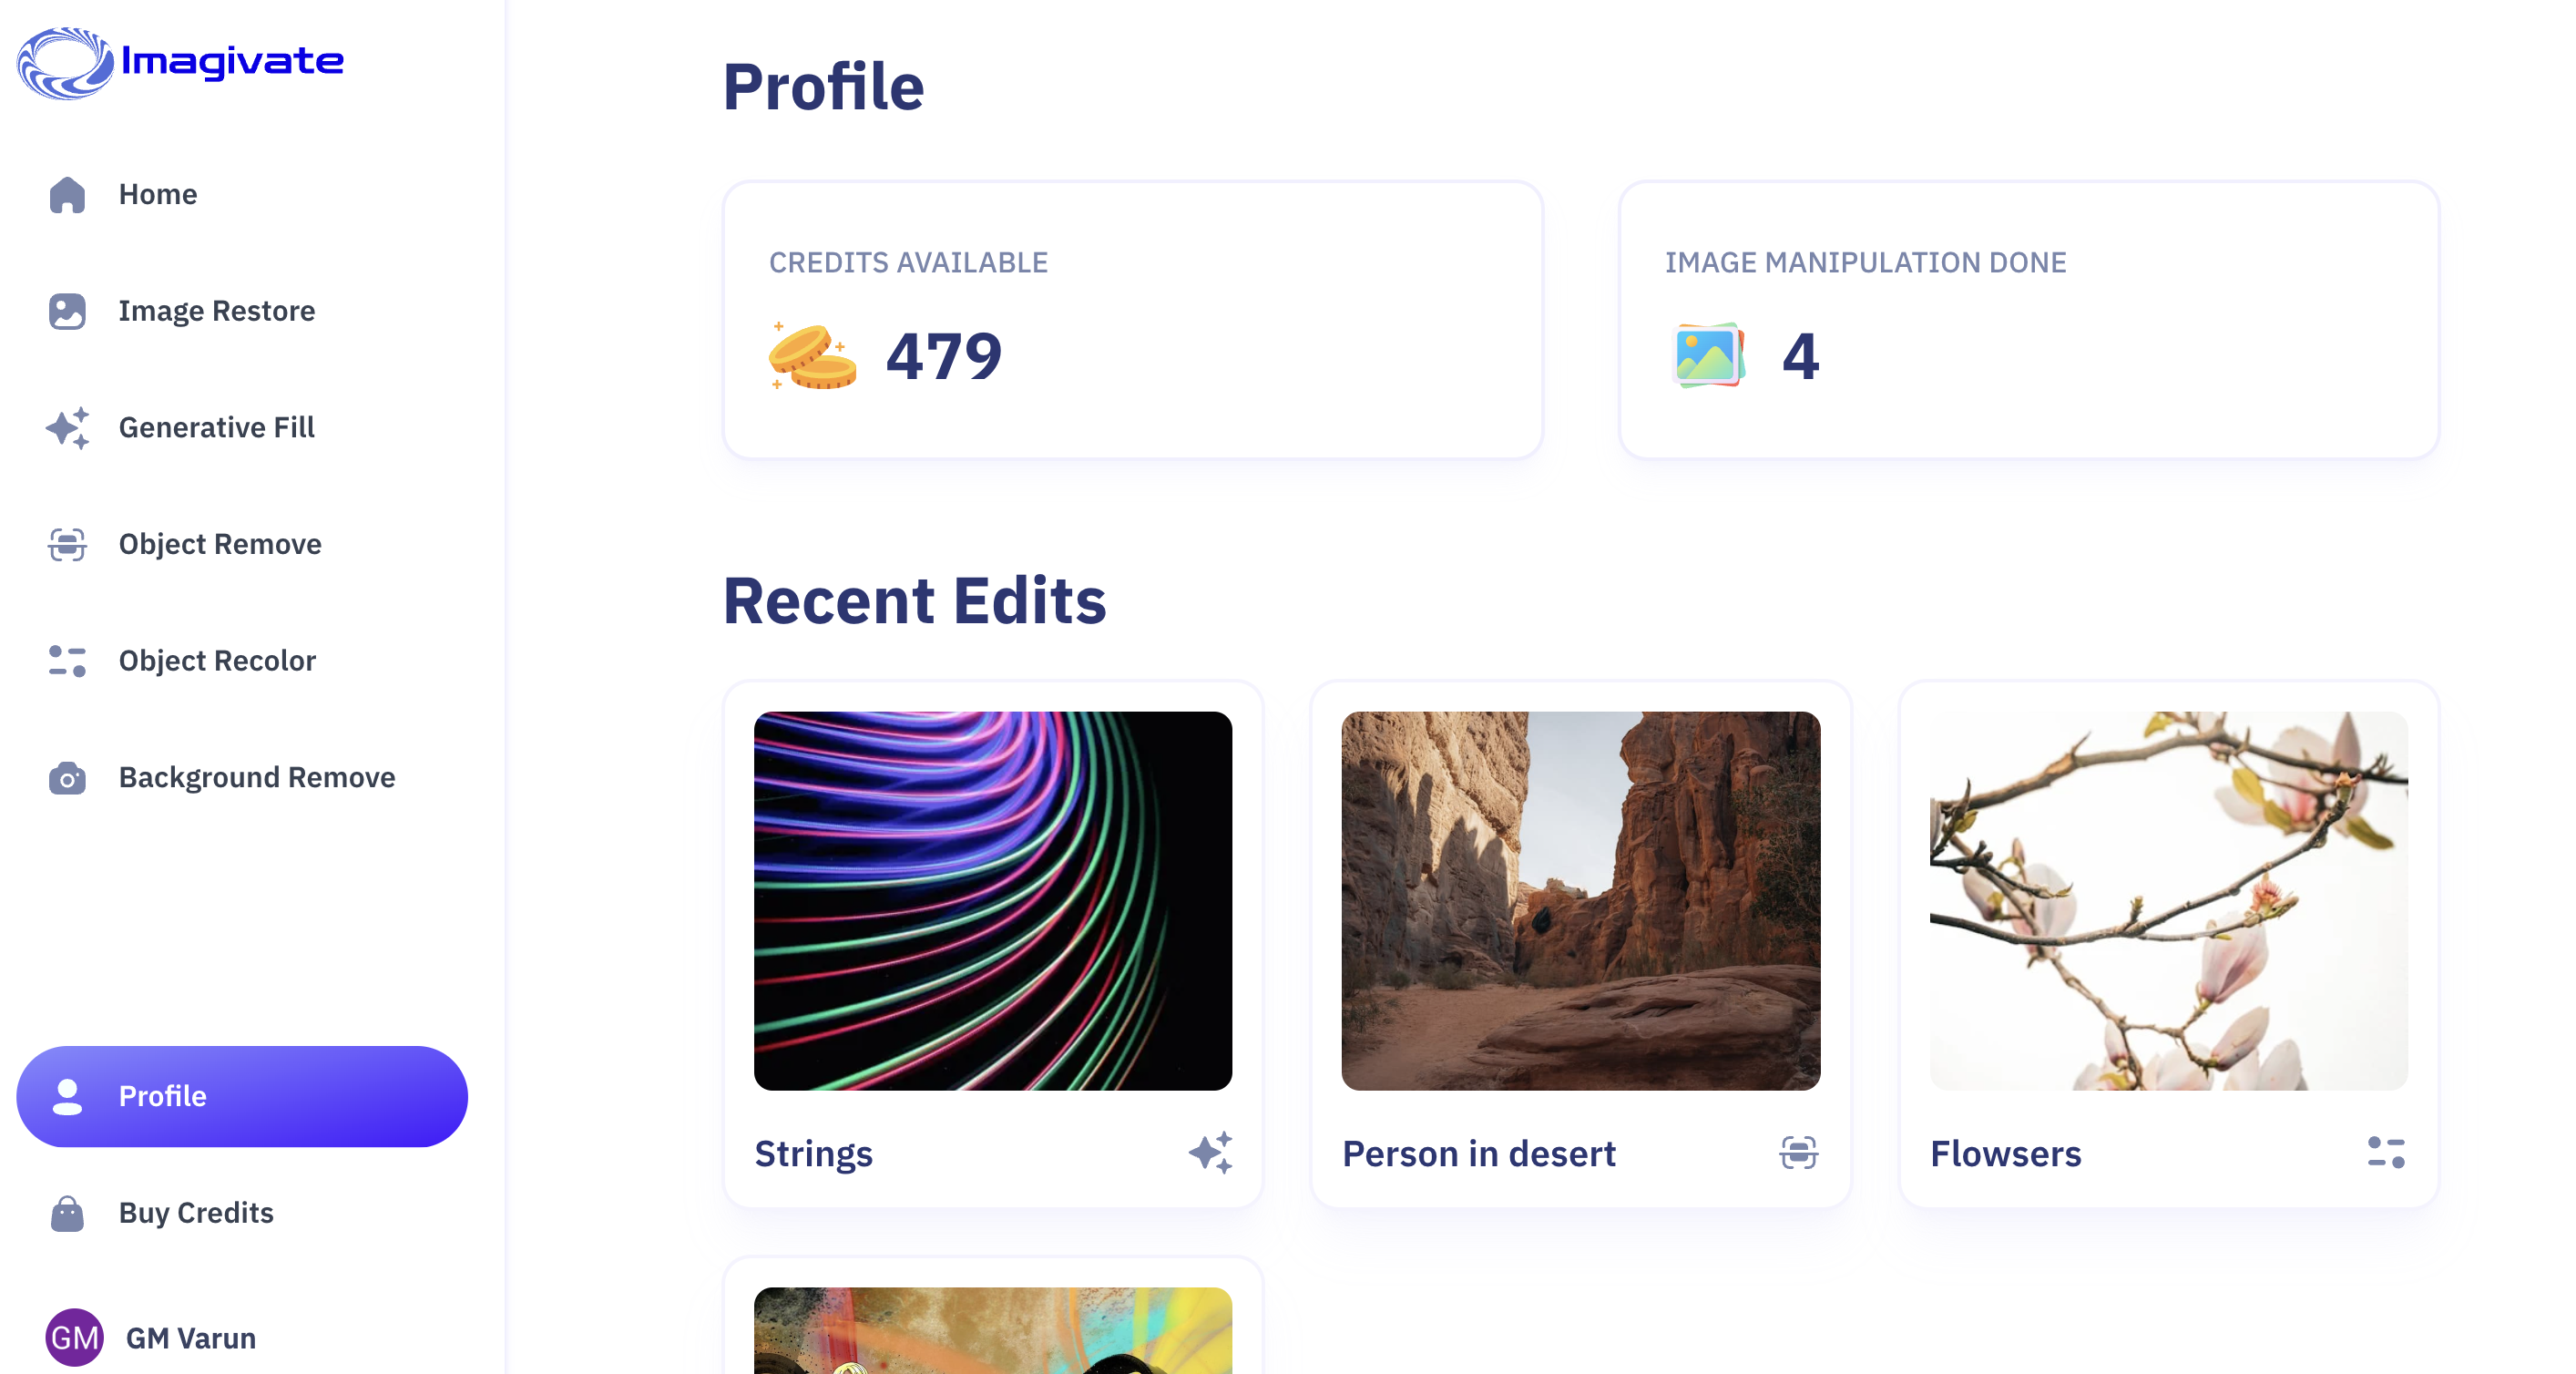 Imagivate
Home
Image Restore
Generative Fill
Object Remove
Object Recolor
Background Remove
Profile
Buy Credits
GM
GM Varun
Profile
CREDITS AVAILABLE
479
IMAGE MANIPULATION DONE
4
Recent Edits
Strings
Person in desert
Flowsers